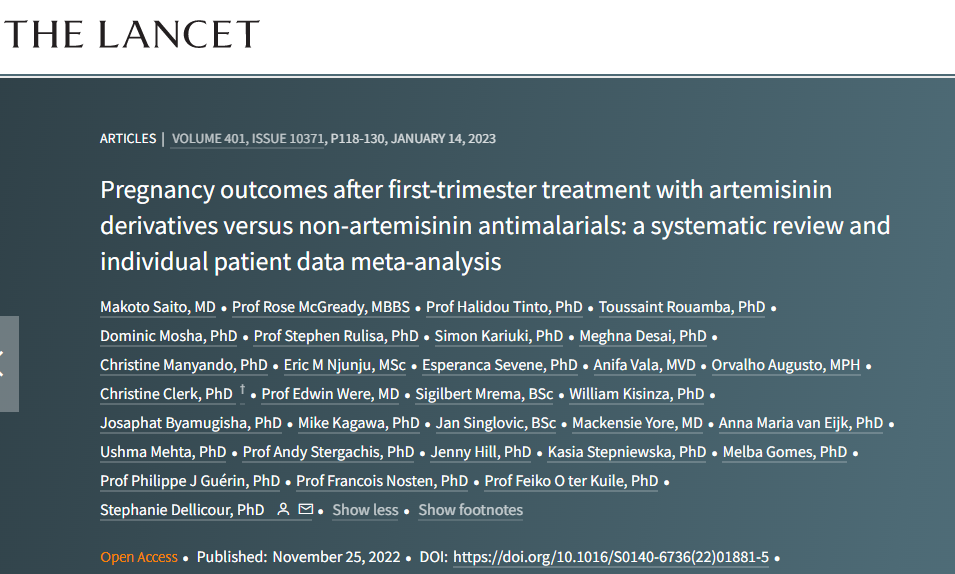 THE LANCET
ARTICLES | VOLUME 401, ISSUE 10371, P118-130, JANUARY 14, 2023
Pregnancy outcomes after first-trimester treatment with artemisinin
derivatives versus non-artemisinin antimalarials: a systematic review and
individual patient data meta-analysis
Makoto Saito, MD • Prof Rose McGready, MBBS • Prof Halidou Tinto, PhD • Toussaint Rouamba, PhD •
Dominic Mosha, PhD • Prof Stephen Rulisa, PhD • Simon Kariuki, PhD • Meghna Desai, PhD •
Christine Manyando, PhD • Eric M Njunju, MSc • Esperanca Sevene, PhD • Anifa Vala, MVD • Orvalho Augusto, MPH •
Christine Clerk, PhD † • Prof Edwin Were, MD • Sigilbert Mrema, BSc • William Kisinza, PhD •
Josaphat Byamugisha, PhD • Mike Kagawa, PhD • Jan Singlovic, BSc • Mackensie Yore, MD • Anna Maria van Eijk, PhD •
Ushma Mehta, PhD • Prof Andy Stergachis, PhD • Jenny Hill, PhD • Kasia Stepniewska, PhD • Melba Gomes, PhD •
Prof Philippe J Guérin, PhD • Prof Francois Nosten, PhD • Prof Feiko O ter Kuile, PhD •
Stephanie Dellicour, PhD • Show less • Show footnotes
Open Access • Published: November 25, 2022 • DOI: https://doi.org/10.1016/S0140-6736(22)01881-5 •